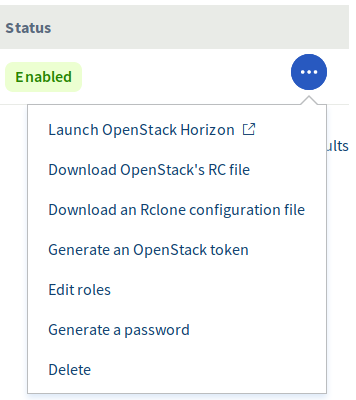 Status
Enabled
Launch OpenStack Horizon
ults
Download OpenStack's RC file
Download an Rclone configuration file
Generate an OpenStack token
Edit roles
Generate a password
Delete